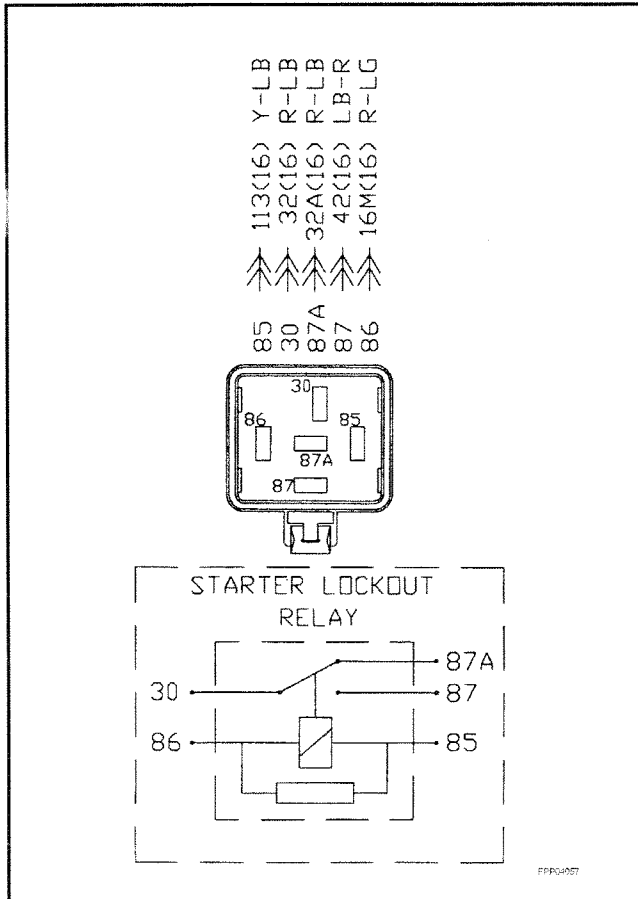 113(16) Y-LB
32(16) R-LB
32A(16) R-LB
42(16) LB-R
16M(16) R-LG
85
30
87A
87
86
30
86
85
87A
87
STARTER LOCKOUT
RELAY
87A
30
87
86
85